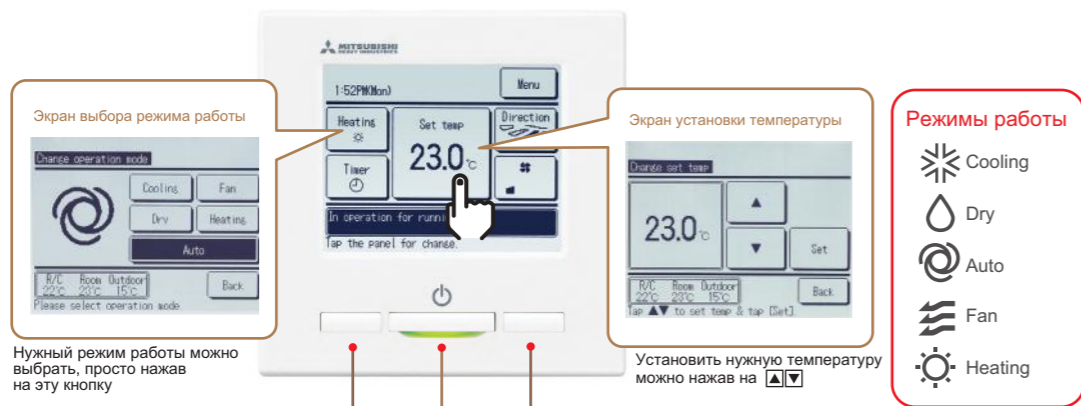 MITSUBISHI
HEAVY INDUSTRIES
1:52PM(Mon)
Menu
Heating
Set temp
Direction
23.0°C
Timer
In operation for runni
Tap the panel for change.
Экран выбора режима работы
Change operation mode
Cooling
Fan
Dry
Heating
Auto
R/C Room Outdoor
22°C 23°C 15°C
Back
Please select operation mode
Нужный режим работы можно
выбрать, просто нажав
на эту кнопку
Экран установки температуры
Change set temp
23.0°C
▲
▼
Set
R/C Room Outdoor
22°C 23°C 15°C
Back
Tap ▲▼ to set temp & tap [Set].
Установить нужную температуру
можно нажав на ▲▼
Режимы работы
Cooling
Dry
Auto
Fan
Heating